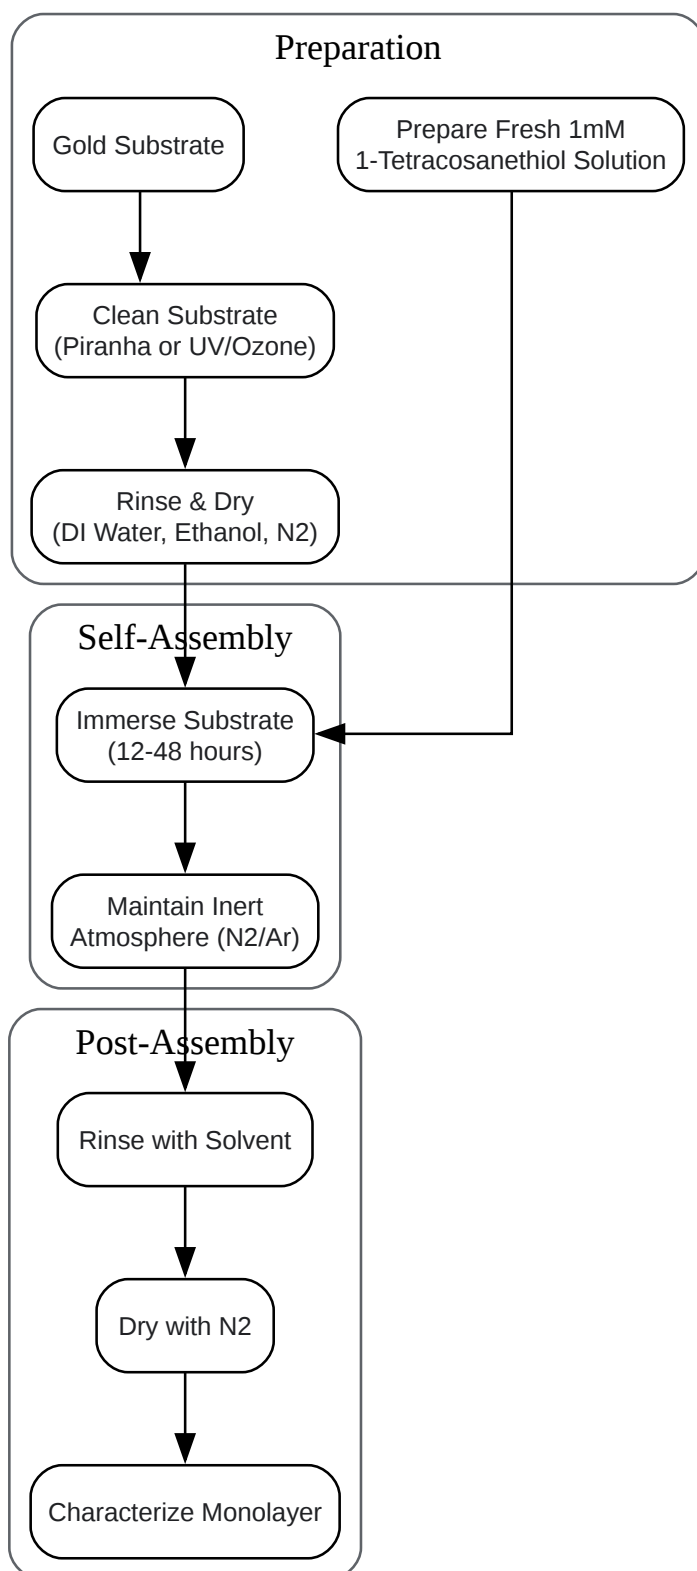 Preparation
Gold Substrate
Prepare Fresh 1mM
1-Tetracosanethiol Solution
Clean Substrate
(Piranha or UV/Ozone)
Rinse & Dry
(DI Water, Ethanol, N2)
Self-Assembly
Immerse Substrate
(12-48 hours)
Maintain Inert
Atmosphere (N2/Ar)
Post-Assembly
Rinse with Solvent
Dry with N2
Characterize Monolayer